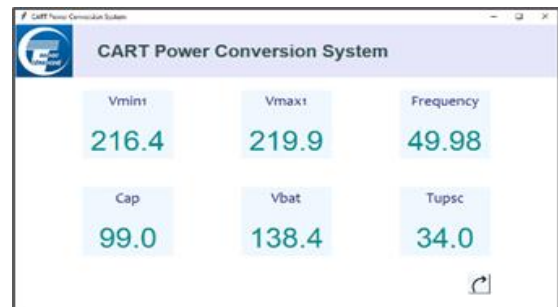 CART Power Conversion System
CART Power Conversion System
Vmin1 Vmax1 Frequency
216.4 219.9 49.98
Cap Vbat Tupsc
99.0 138.4 34.0